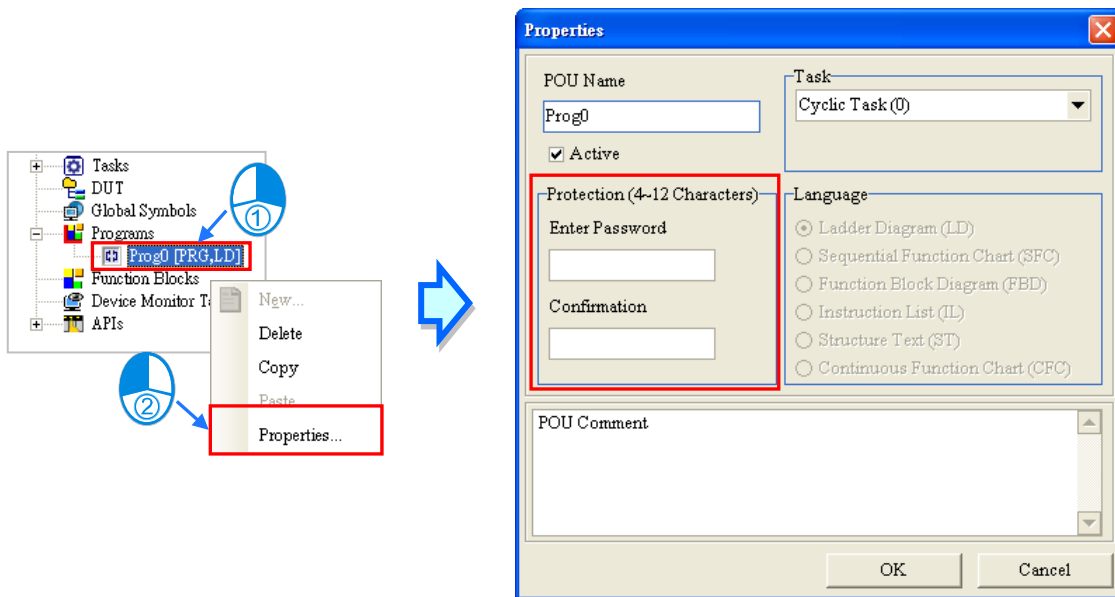 Tasks
DUT
Global Symbols
Programs
Prog0 [PRG,LD]
Function Blocks
Device Monitor T
APIs
①
New...
Delete
Copy
Paste
Properties...
②
Properties
POU Name
Prog0
Active
Task
Cyclic Task (0)
Protection (4~12 Characters)
Enter Password
Confirmation
Language
Ladder Diagram (LD)
Sequential Function Chart (SFC)
Function Block Diagram (FBD)
Instruction List (IL)
Structure Text (ST)
Continuous Function Chart (CFC)
POU Comment
OK
Cancel